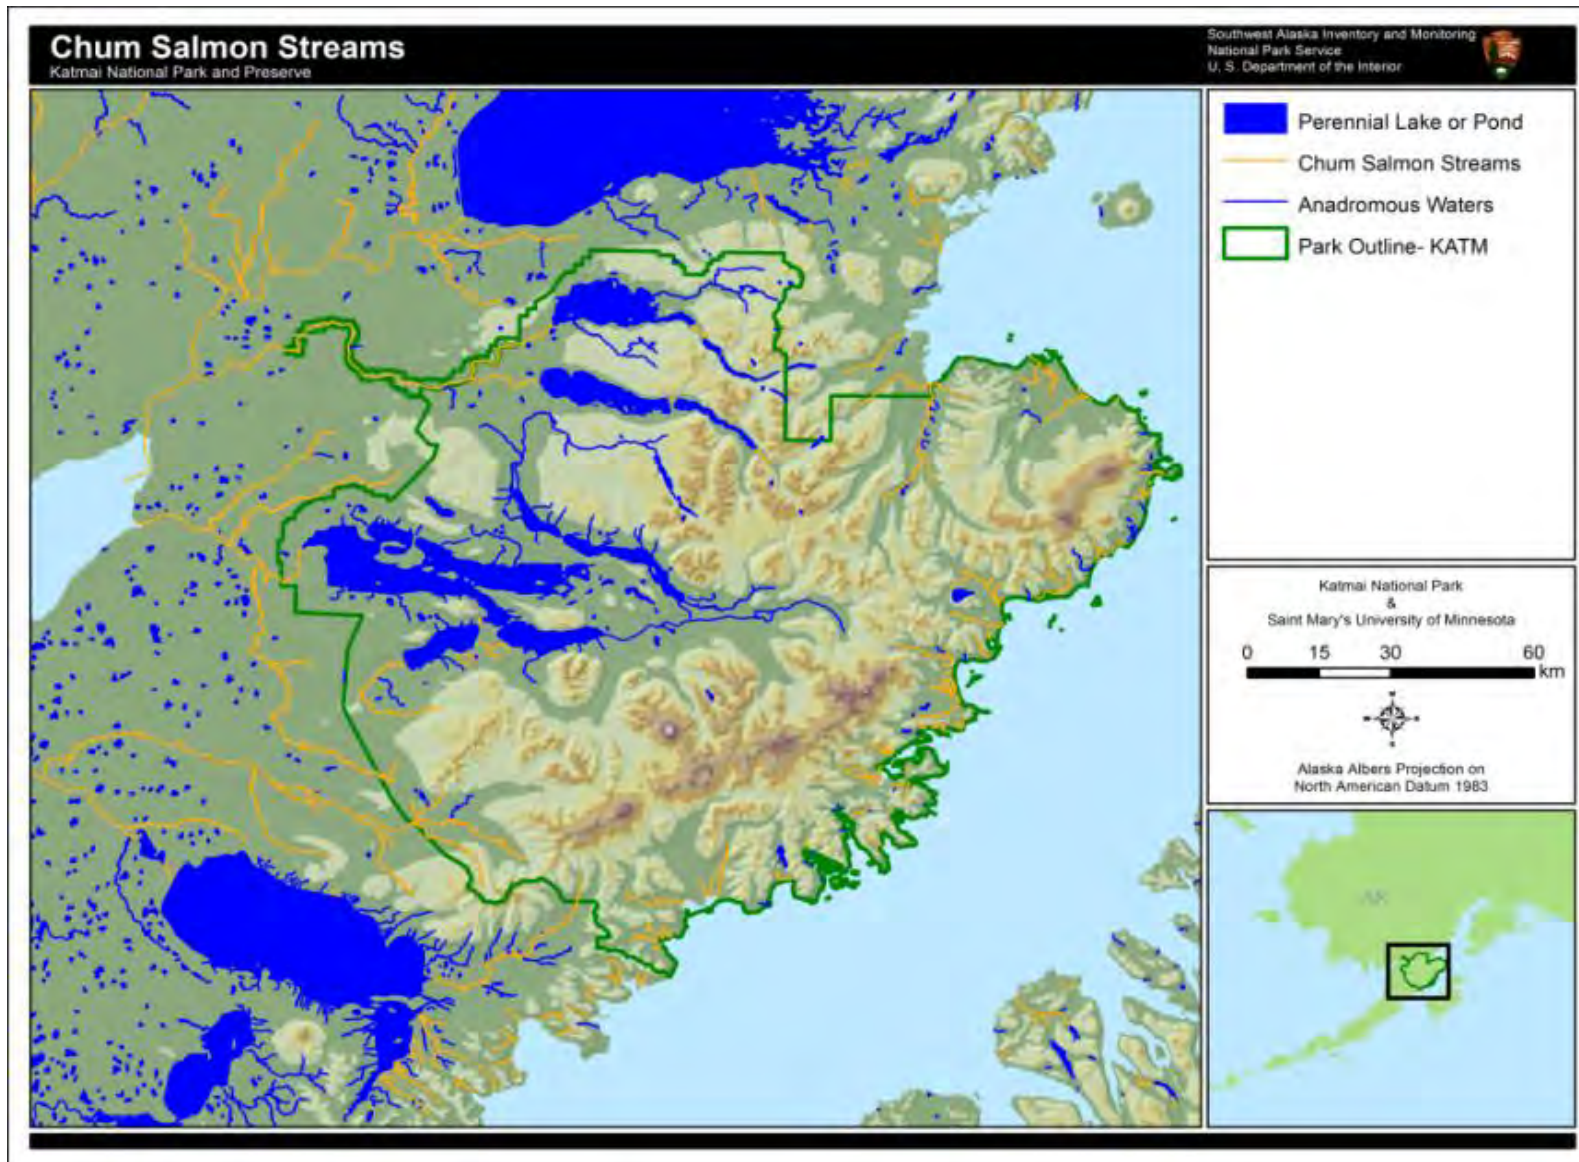 Chum Salmon Streams
Katmai National Park and Preserve
Southwest Alaska Inventory and Monitoring
National Park Service
U. S. Department of the Interior
Perennial Lake or Pond
Chum Salmon Streams
Anadromous Waters
Park Outline- KATM
Katmai National Park
&
Saint Mary's University of Minnesota
0 15 30 60
km
N
W E
S
Alaska Albers Projection on
North American Datum 1983
AK